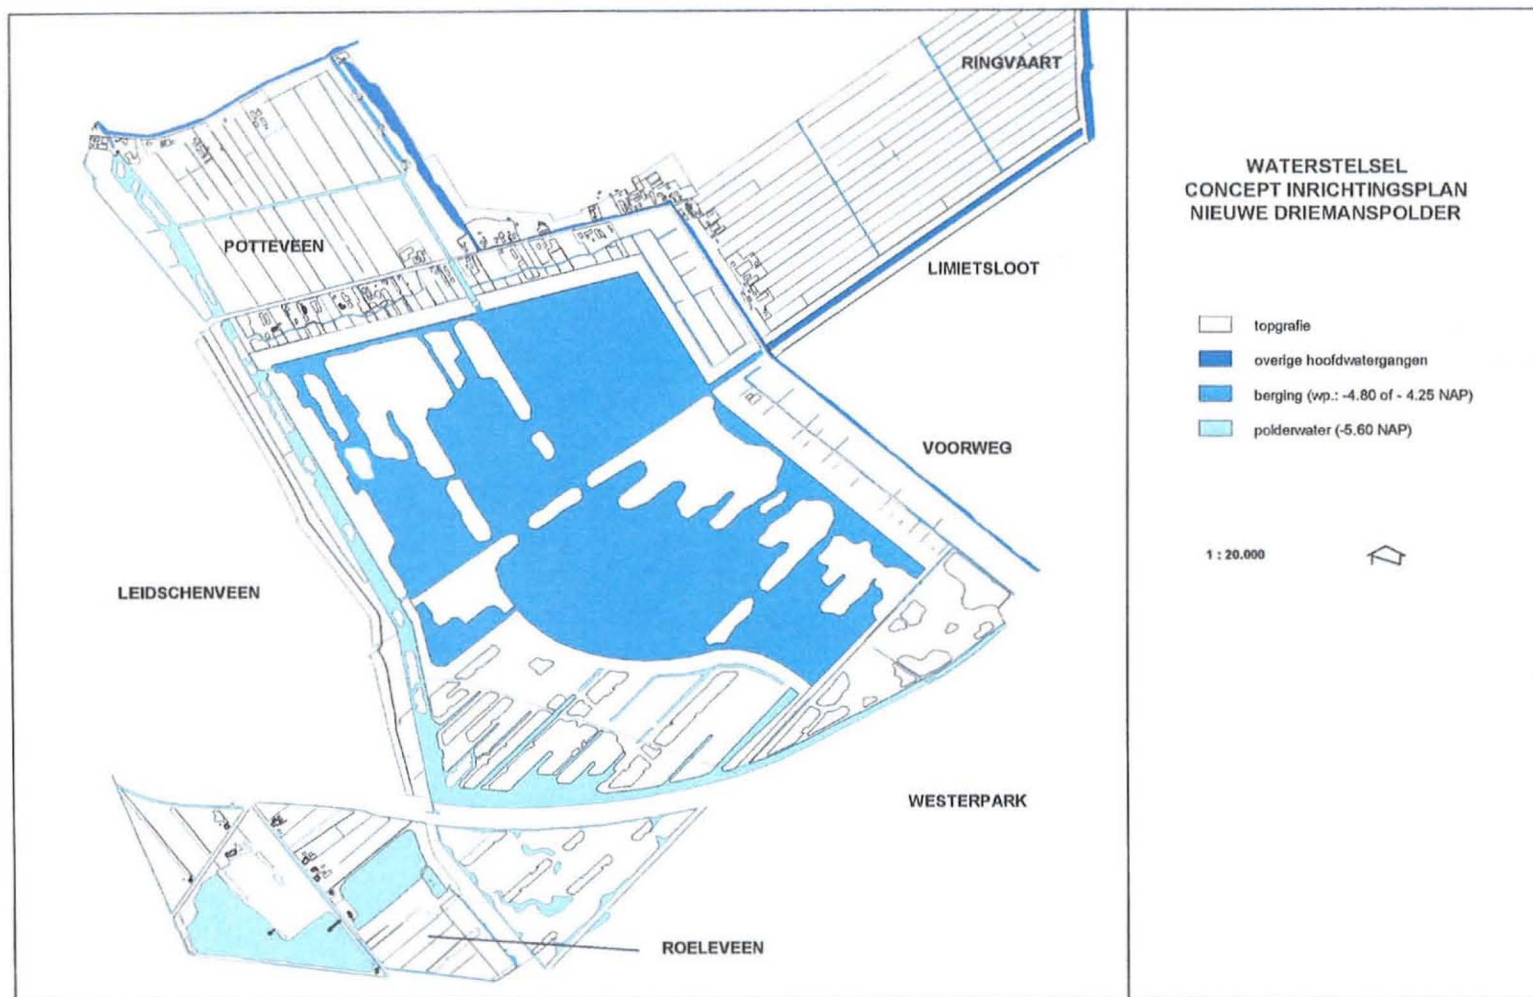 RINGVAART
POTTEVEEN
LIMIETSLOOT
VOORWEG
LEIDSCHENVEEN
WESTERPARK
ROELEVEEN
WATERSTELSEL
CONCEPT INRICHTINGSPLAN
NIEUWE DRIEMANSPOLDER
topgrafie
overige hoofdwatergangen
berging (wp.: -4.80 of - 4.25 NAP)
polderwater (-5.60 NAP)
1 : 20.000